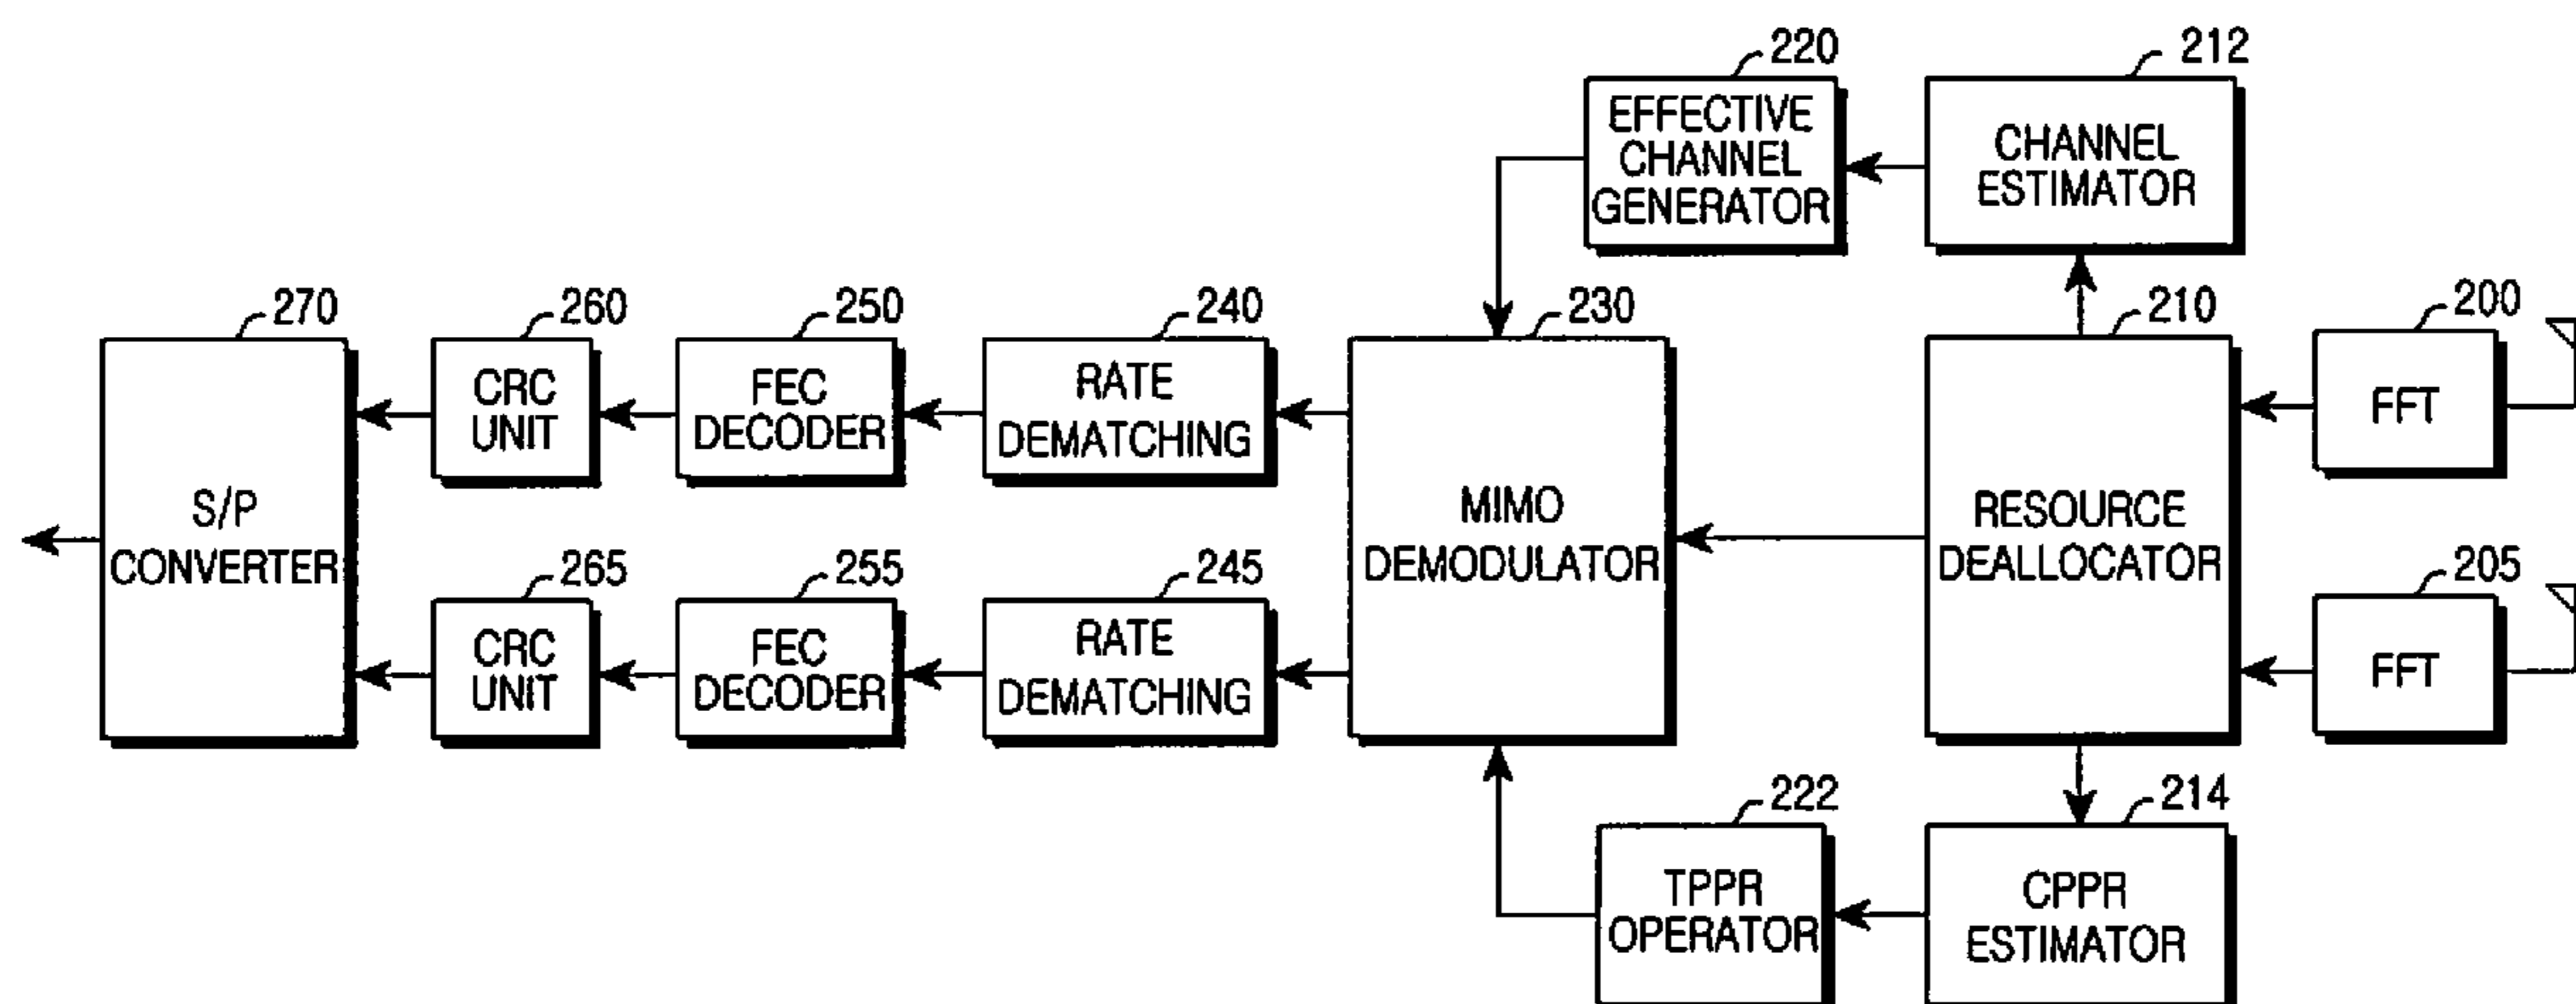 220
212
EFFECTIVE
CHANNEL
GENERATOR
CHANNEL
ESTIMATOR
270
260
250
240
230
210
200
S/P
CONVERTER
CRC
UNIT
FEC
DECODER
RATE
DEMATCHING
MIMO
DEMODULATOR
RESOURCE
DEALLOCATOR
FFT
265
255
245
205
CRC
UNIT
FEC
DECODER
RATE
DEMATCHING
FFT
222
214
TPPR
OPERATOR
CPPR
ESTIMATOR